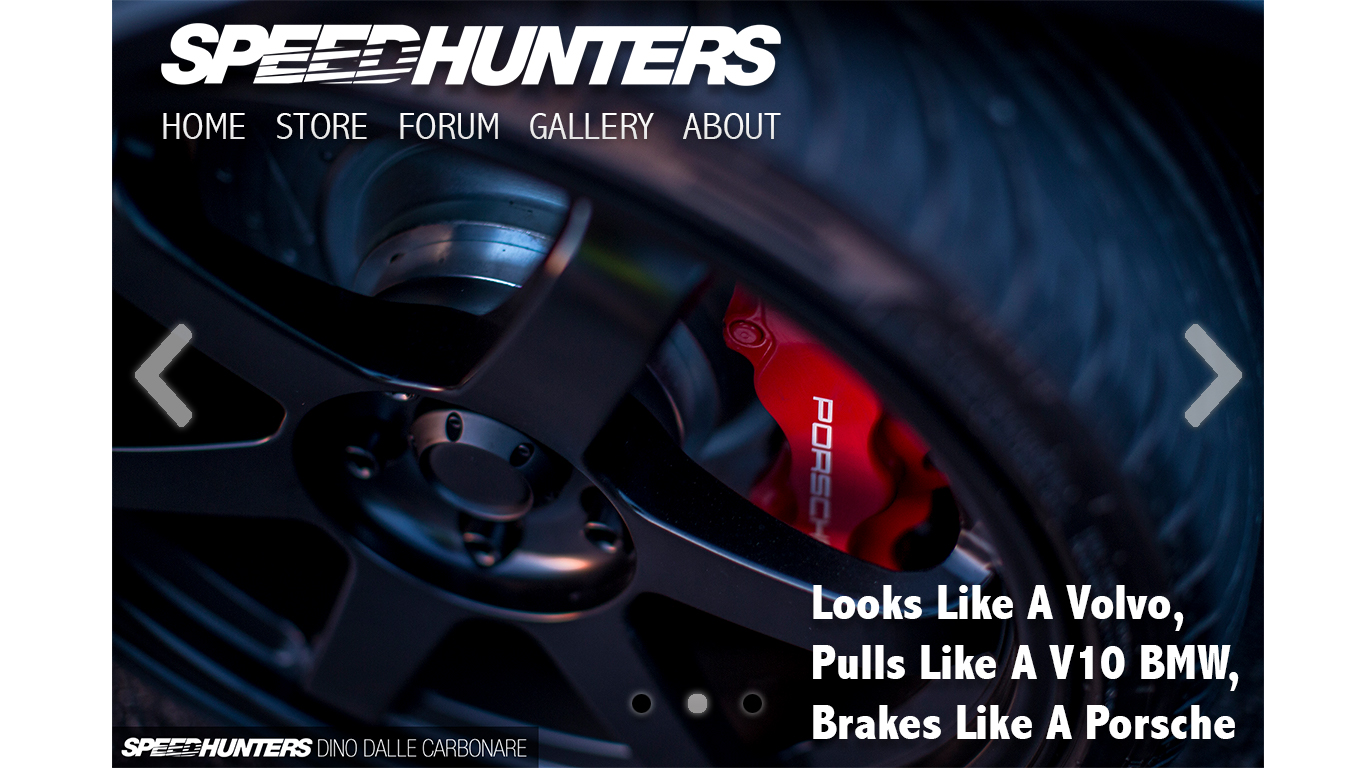 SPEEDHUNTERS
HOME STORE FORUM GALLERY ABOUT
PORSCH
Looks Like A Volvo,
Pulls Like A V10 BMW,
Brakes Like A Porsche
SPEEDHUNTERS DINO DALLE CARBONARE